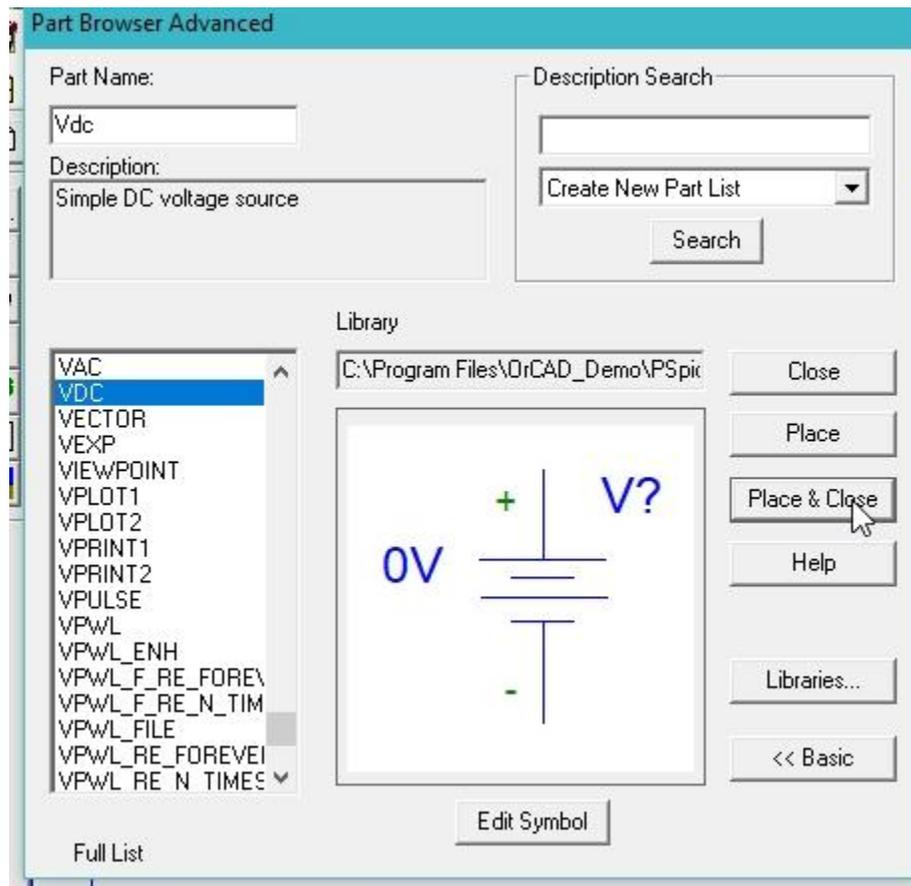 Part Browser Advanced
Part Name:
Vdc
Description:
Simple DC voltage source
Description Search
Create New Part List
Search
Library
C:\Program Files\OrCAD_Demo\PSpic
VAC
VDC
VECTOR
VEXP
VIEWPOINT
VPLOT1
VPLOT2
VPRINT1
VPRINT2
VPULSE
VPWL
VPWL_ENH
VPWL_F_RE_FOREV
VPWL_F_RE_N_TIM
VPWL_FILE
VPWL_RE_FOREVE
VPWL_RE_N_TIMES
Full List
+ V?
0V
-
Edit Symbol
Close
Place
Place & Close
Help
Libraries...
<< Basic